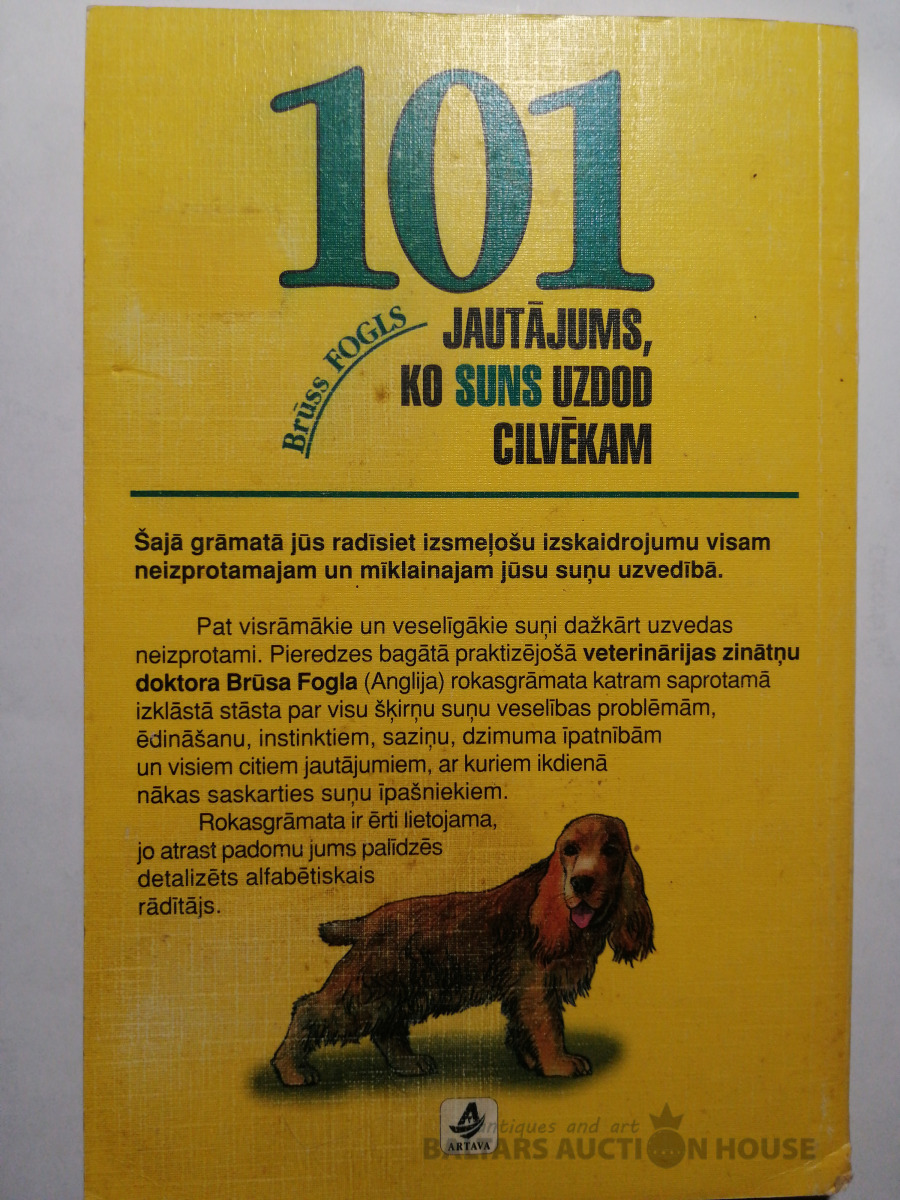 101
Brūss FOGLS
JAUTĀJUMS,
KO SUNS UZDOD
CILVĒKAM
Šajā grāmatā jūs radīsiet izsmeļošu izskaidrojumu visam
neizprotamajam un mīklainajam jūsu suņu uzvedībā.
Pat visrāmākie un veselīgākie suņi dažkārt uzvedas
neizprotami. Pieredzes bagātā praktizējošā veterinārijas zinātņu
doktora Brūsa Fogla (Anglija) rokasgrāmata katram saprotamā
izklāstā stāsta par visu šķirņu suņu veselības problēmām,
ēdināšanu, instinktiem, saziņu, dzimuma īpatnībām
un visiem citiem jautājumiem, ar kuriem ikdienā
nākas saskarties suņu īpašniekiem.
Rokasgrāmata ir ērti lietojama,
jo atrast padomu jums palīdzēs
detalizēts alfabētiskais
rādītājs.
A
ARTAVA
antiques and art
BALTARS AUCTION HOUSE